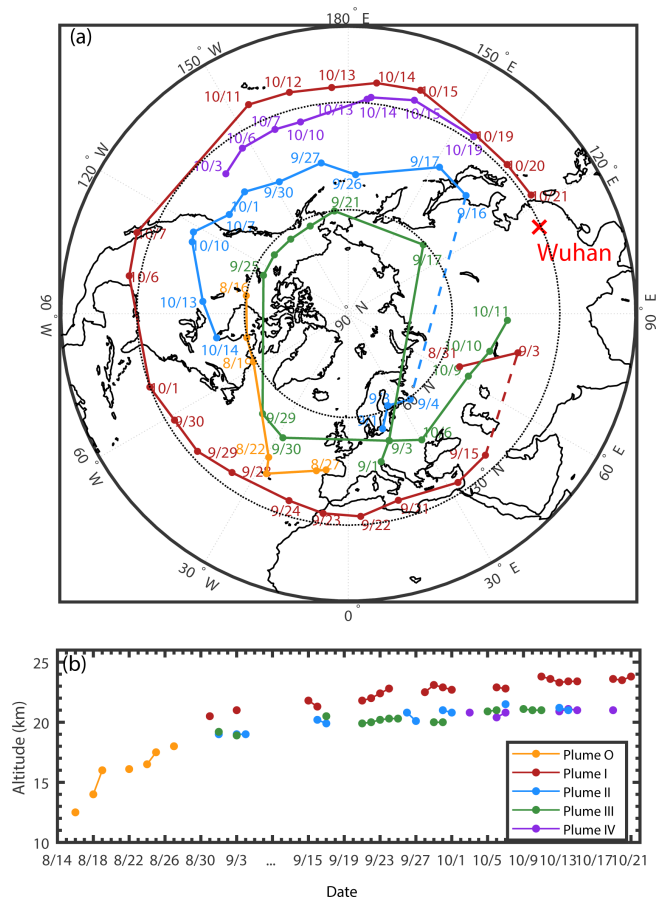 (a)
180° E
150° W
150° E
120° W
120° E
90° W
90° E
60° W
60° E
30° W
30° E
0°
90° N
60° N
30° N
10/11
10/12
10/13
10/14
10/15
10/19
10/20
10/21
10/3
10/6
10/7
10/10
10/13
10/14
10/15
10/19
9/27
9/30
10/1
10/7
10/10
10/13
10/14
9/26
9/17
9/16
9/21
9/17
9/25
8/16
8/19
8/22
8/27
10/7
10/6
10/1
9/30
9/29
9/28
9/24
9/23
9/22
9/21
9/15
8/31
9/3
10/11
10/10
10/9
10/6
9/3
9/1
9/29
9/30
9/3
9/4
Wuhan
(b)
Altitude (km)
25
20
15
10
8/14 8/18 8/22 8/26 8/30 9/3 ... 9/15 9/19 9/23 9/27 10/1 10/5 10/9 10/13 10/17 10/21
Date
Plume O
Plume I
Plume II
Plume III
Plume IV